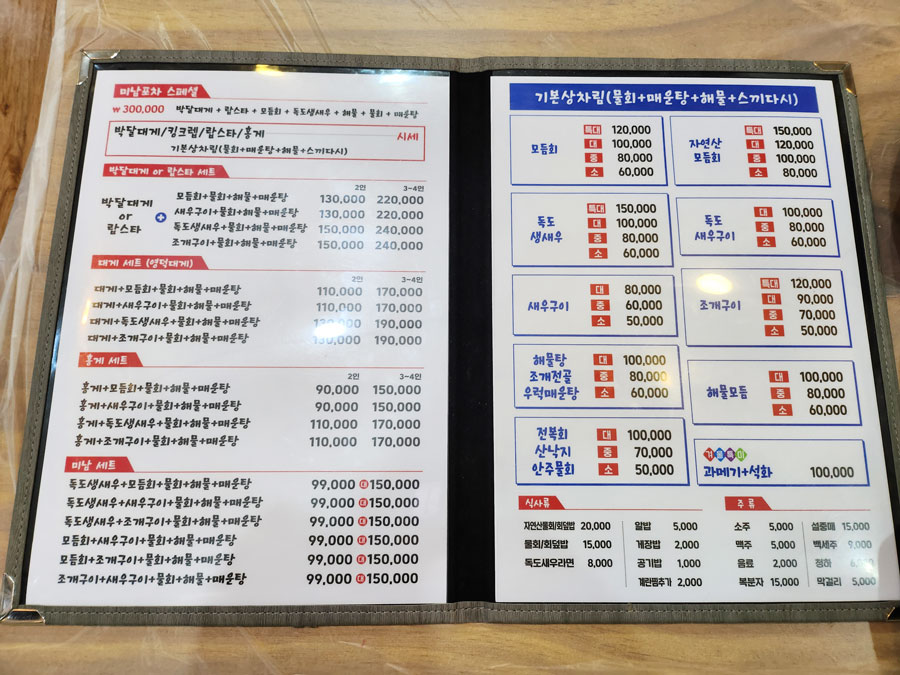 미남포차 스페셜
₩300,000 박달대게 + 랍스타 + 모듬회 + 독도생새우 + 해물 + 물회 + 매운탕
박달대게/킹크랩/랍스타/홍게 시세
기본상차림(물회+매운탕+해물+스끼다시)
박달대게 or 랍스타 세트
2인 3~4인
박달대게 or 랍스타 +
모듬회+물회+해물+매운탕 130,000 220,000
새우구이+물회+해물+매운탕 130,000 220,000
독도생새우+물회+해물+매운탕 150,000 240,000
조개구이+물회+해물+매운탕 150,000 240,000
대게 세트 (영덕대게)
2인 3~4인
대게+모듬회+물회+해물+매운탕 110,000 170,000
대게+새우구이+물회+해물+매운탕 110,000 170,000
대게+독도생새우+물회+해물+매운탕 130,000 190,000
대게+조개구이+물회+해물+매운탕 130,000 190,000
홍게 세트
2인 3~4인
홍게+모듬회+물회+해물+매운탕 90,000 150,000
홍게+새우구이+물회+해물+매운탕 90,000 150,000
홍게+독도생새우+물회+해물+매운탕 110,000 170,000
홍게+조개구이+물회+해물+매운탕 110,000 170,000
미남 세트
독도생새우+모듬회+물회+해물+매운탕 99,000 대 150,000
독도생새우+새우구이+물회+해물+매운탕 99,000 대 150,000
독도생새우+조개구이+물회+해물+매운탕 99,000 대 150,000
모듬회+새우구이+물회+해물+매운탕 99,000 대 150,000
모듬회+조개구이+물회+해물+매운탕 99,000 대 150,000
조개구이+새우구이+물회+해물+매운탕 99,000 대 150,000
기본상차림(물회+매운탕+해물+스끼다시)
모듬회
특대 120,000
대 100,000
중 80,000
소 60,000
자연산
모듬회
특대 150,000
대 120,000
중 100,000
소 80,000
독도
생새우
특대 150,000
대 100,000
중 80,000
소 60,000
독도
새우구이
대 100,000
중 80,000
소 60,000
새우구이
대 80,000
중 60,000
소 50,000
조개구이
특대 120,000
대 90,000
중 70,000
소 50,000
해물탕
조개전골
우럭매운탕
대 100,000
중 80,000
소 60,000
해물모듬
대 100,000
중 80,000
소 60,000
전복회
산낙지
안주물회
대 100,000
중 70,000
소 50,000
겨울특미
과메기+석화 100,000
식사류
자연산물회/회덮밥 20,000
물회/회덮밥 15,000
독도새우라면 8,000
알밥 5,000
게장밥 2,000
공기밥 1,000
계란찜추가 2,000
주 류
소주 5,000
맥주 5,000
음료 2,000
복분자 15,000
설중매 15,000
백세주 9,000
청하
막걸리 5,000